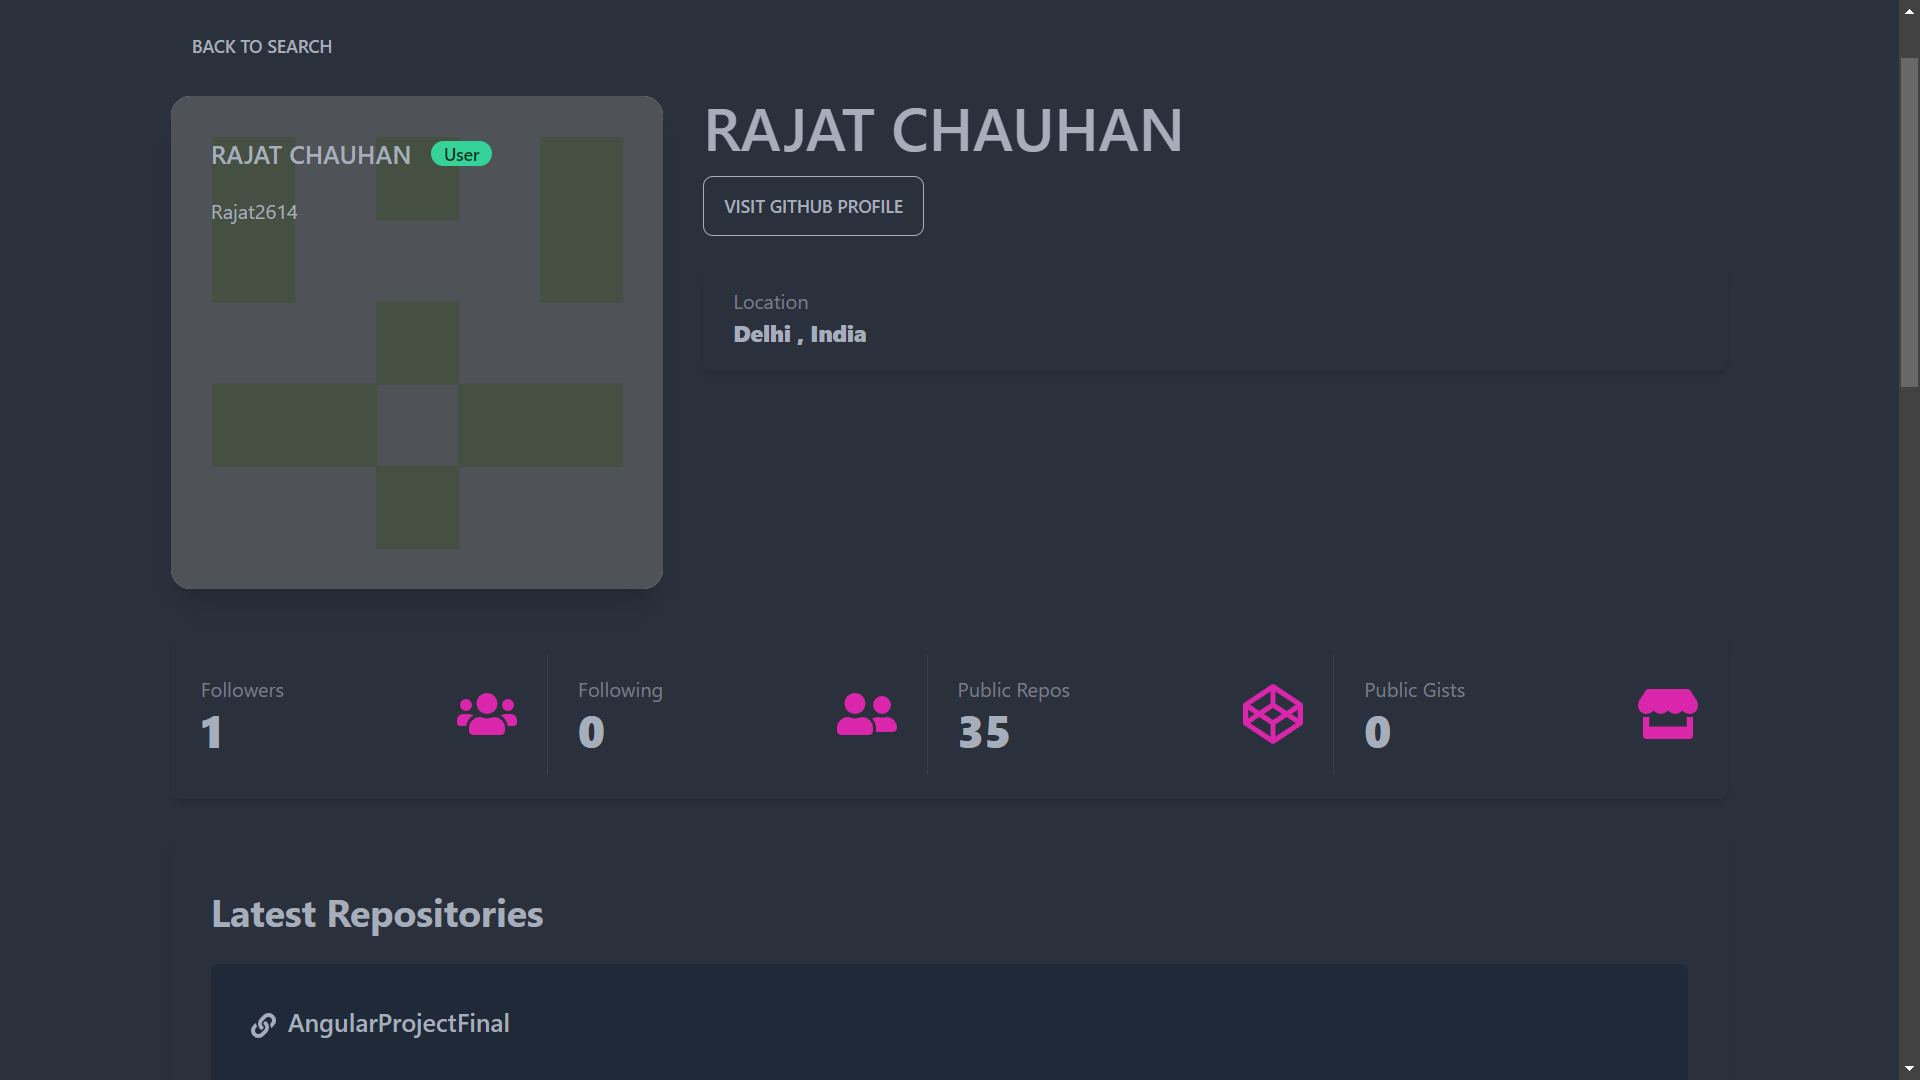 BACK TO SEARCH
RAJAT CHAUHAN User
Rajat2614
RAJAT CHAUHAN
VISIT GITHUB PROFILE
Location
Delhi , India
Followers
1
Following
0
Public Repos
35
Public Gists
0
Latest Repositories
AngularProjectFinal